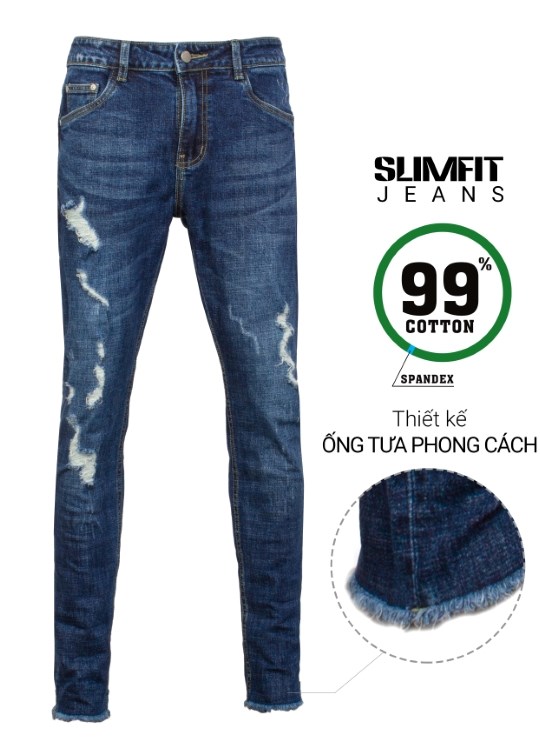 SLIMFIT
JEANS
99%
COTTON
SPANDEX
Thiết kế
ỐNG TƯA PHONG CÁCH